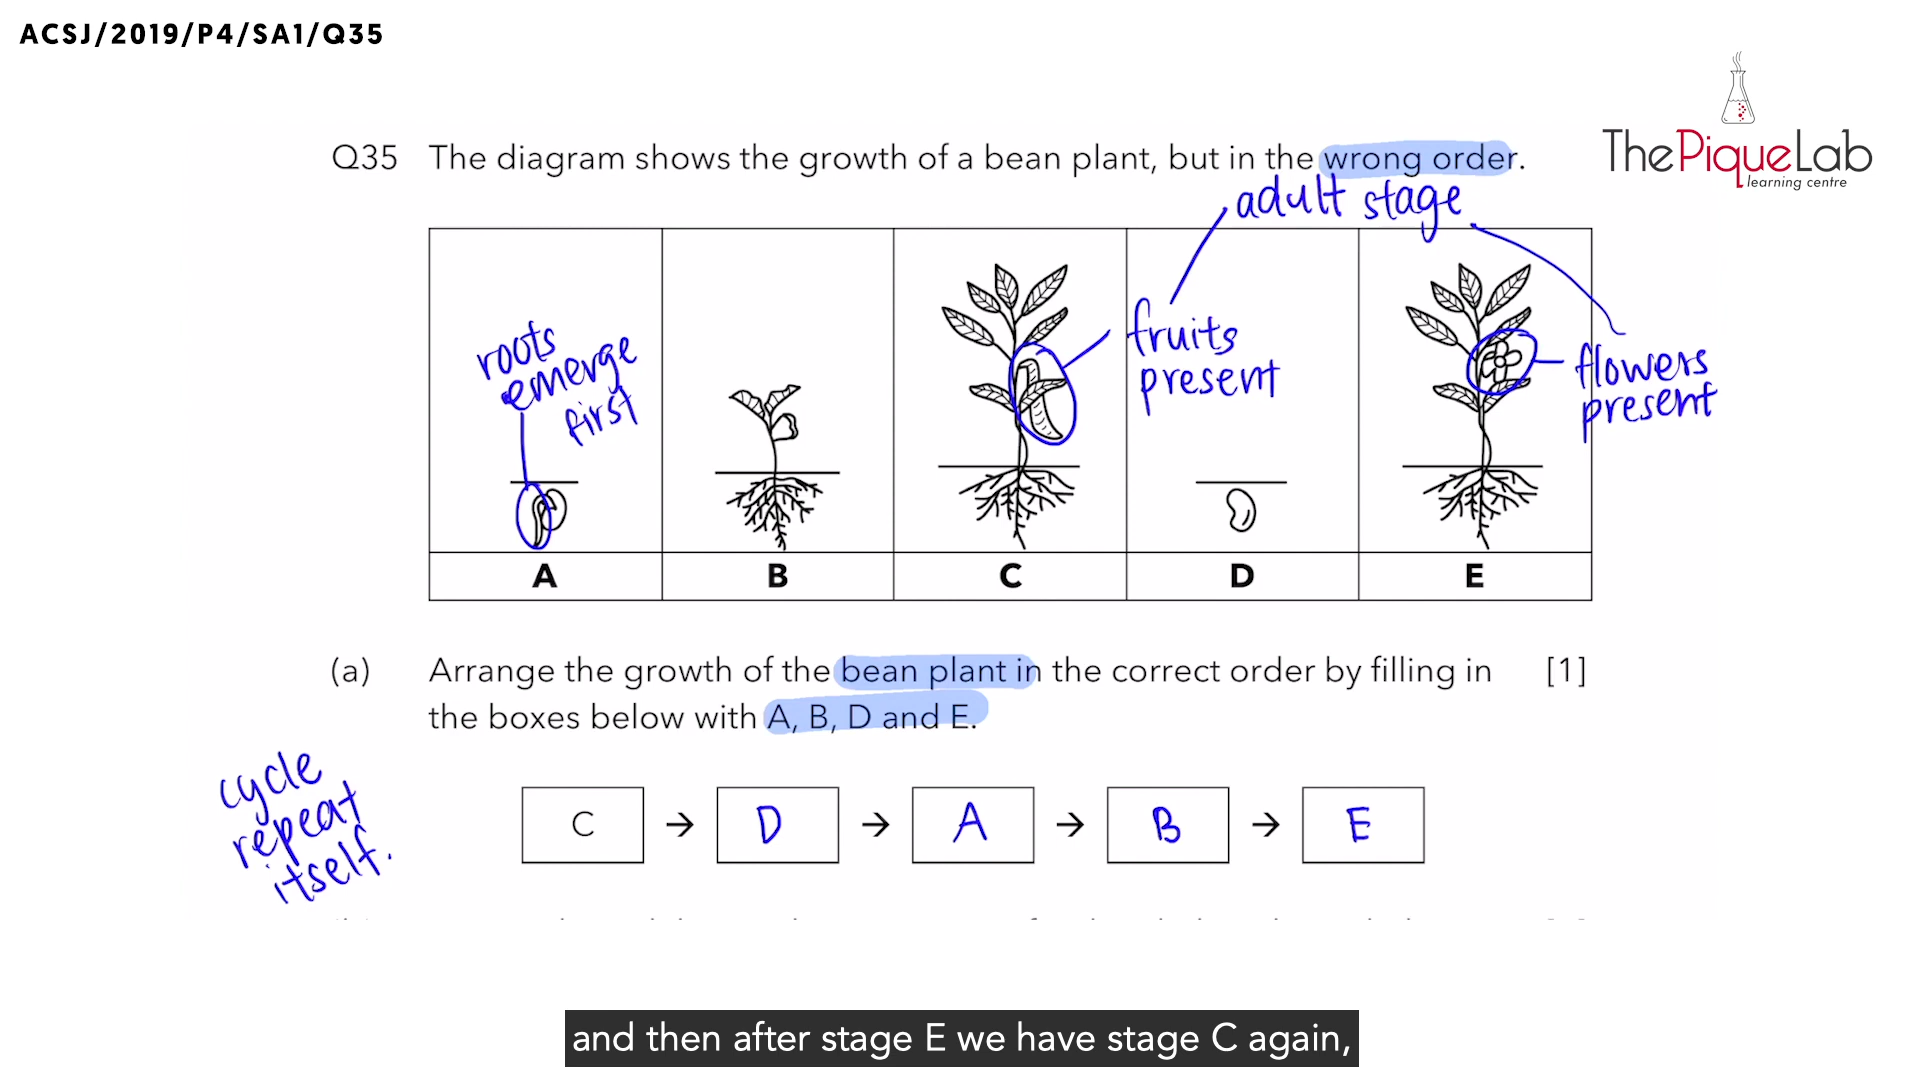 ACSJ/2019/P4/SA1/Q35
ThePiqueLab
learning centre
Q35 The diagram shows the growth of a bean plant, but in the wrong order.
adult stage
roots
emerge
first
fruits
present
flowers
present
A B C D E
(a) Arrange the growth of the bean plant in the correct order by filling in [1]
the boxes below with A, B, D and E.
cycle
repeat
itself.
C → D → A → B → E
and then after stage E we have stage C again,